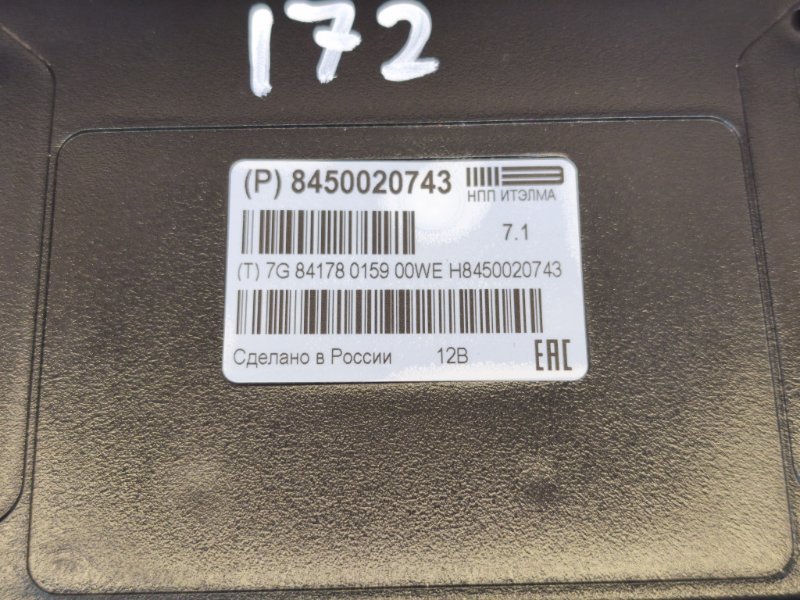 172
(P) 8450020743
НПП ИТЭЛМА
7.1
(T) 7G 84178 0159 00WE H8450020743
Сделано в России 12В
EAC